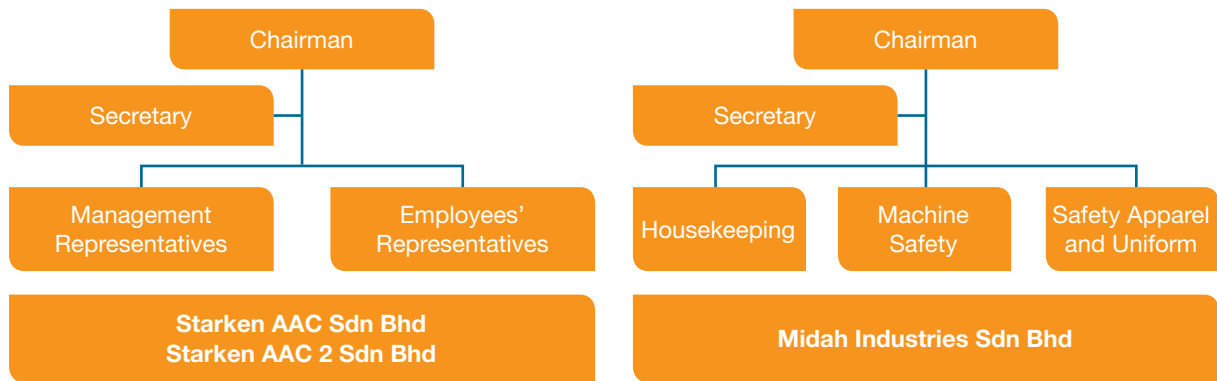 Chairman
Secretary
Management
Representatives
Employees’
Representatives
Starken AAC Sdn Bhd
Starken AAC 2 Sdn Bhd
Chairman
Secretary
Housekeeping
Machine
Safety
Safety Apparel
and Uniform
Midah Industries Sdn Bhd